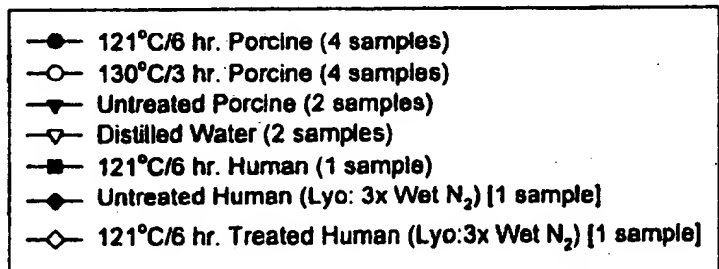 121°C/6 hr. Porcine (4 samples)
130°C/3 hr. Porcine (4 samples)
Untreated Porcine (2 samples)
Distilled Water (2 samples)
121°C/6 hr. Human (1 sample)
Untreated Human (Lyo: 3x Wet N₂) [1 sample]
121°C/6 hr. Treated Human (Lyo:3x Wet N₂) [1 sample]